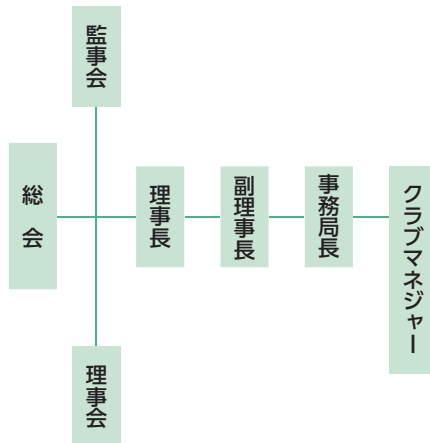 監事会
総会
理事長
副理事長
事務局長
クラブマネジャー
理事会